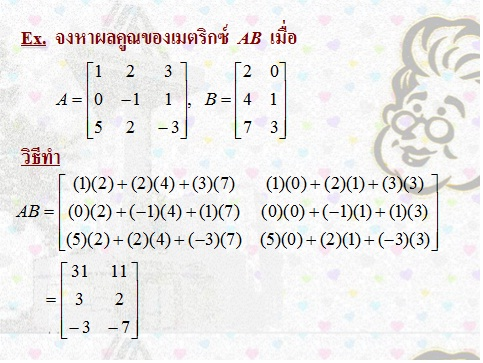 Ex. จงหาผลคูณของเมตริกซ์ AB เมื่อ
A = [1 2 3
0 −1 1
5 2 −3], B = [2 0
4 1
7 3]
วิธีทำ
AB = [(1)(2)+(2)(4)+(3)(7) (1)(0)+(2)(1)+(3)(3)
(0)(2)+(−1)(4)+(1)(7) (0)(0)+(−1)(1)+(1)(3)
(5)(2)+(2)(4)+(−3)(7) (5)(0)+(2)(1)+(−3)(3)]
= [31 11
3 2
−3 −7]